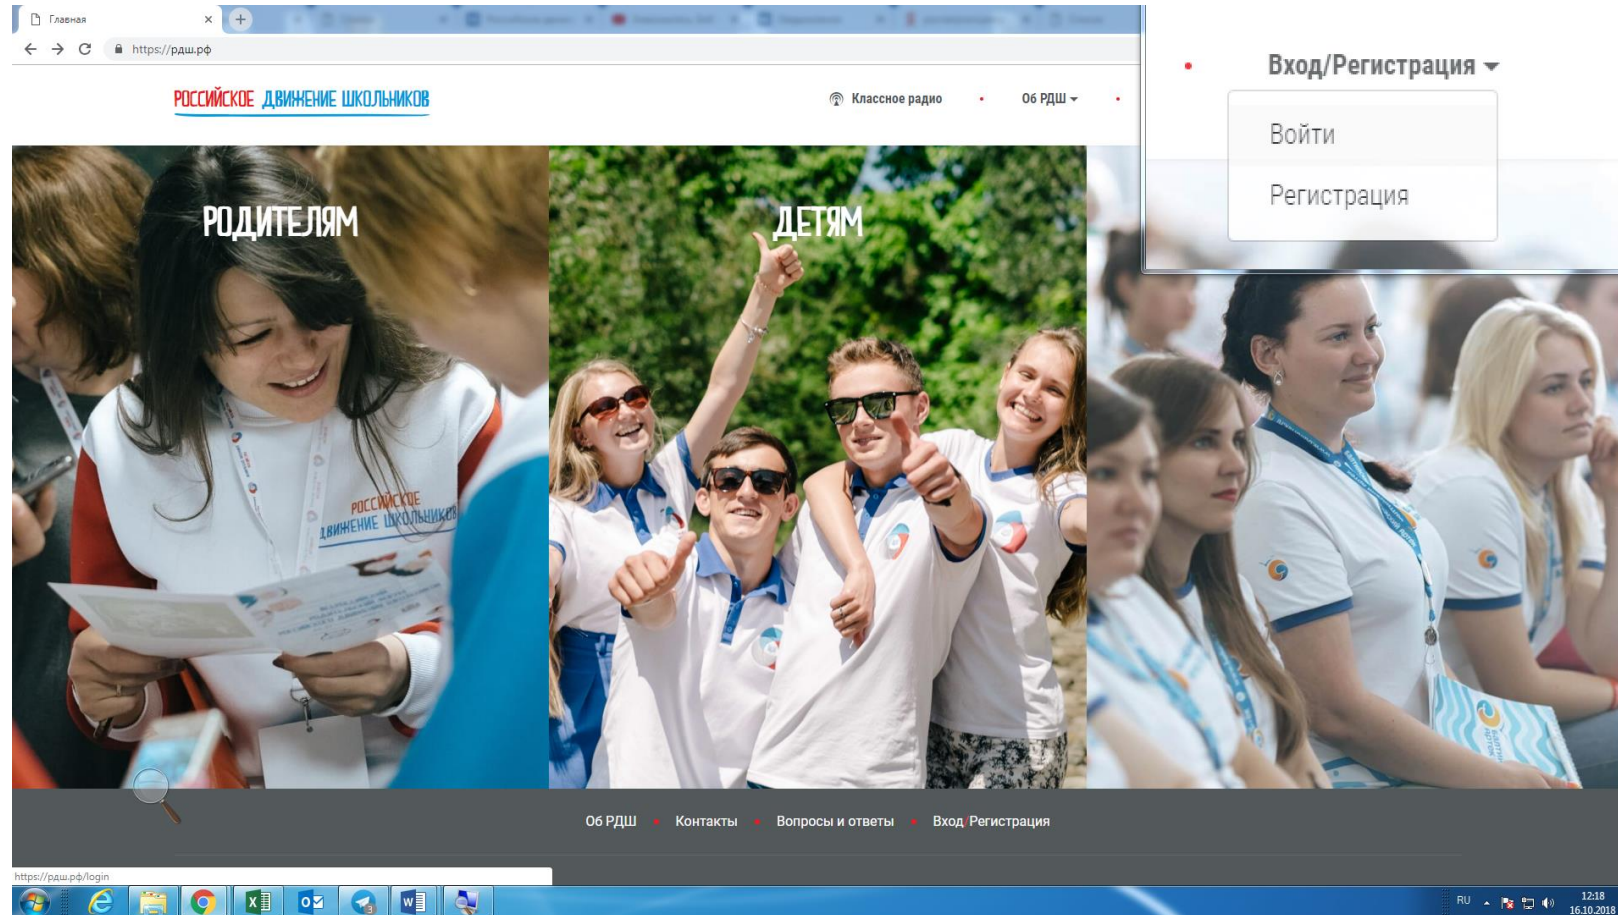 Главная
https://рдш.рф
РОССИЙСКОЕ ДВИЖЕНИЕ ШКОЛЬНИКОВ
Классное радио
Об РДШ
Вход/Регистрация
Войти
Регистрация
РОДИТЕЛЯМ
ДЕТЯМ
РОССИЙСКОЕ
ДВИЖЕНИЕ ШКОЛЬНИКОВ
Об РДШ
Контакты
Вопросы и ответы
Вход/Регистрация
https://рдш.рф/login
RU
12:18
16.10.2018